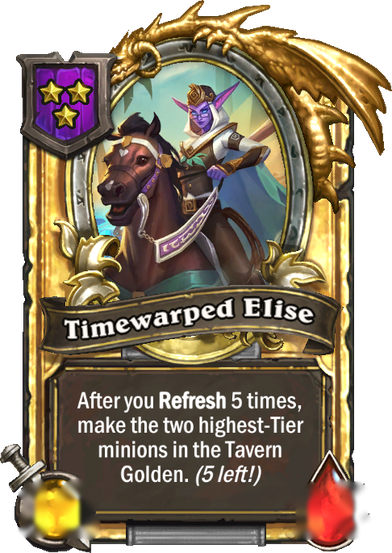 Timewarped Elise
After you Refresh 5 times,
make the two highest-Tier
minions in the Tavern
Golden. (5 left!)